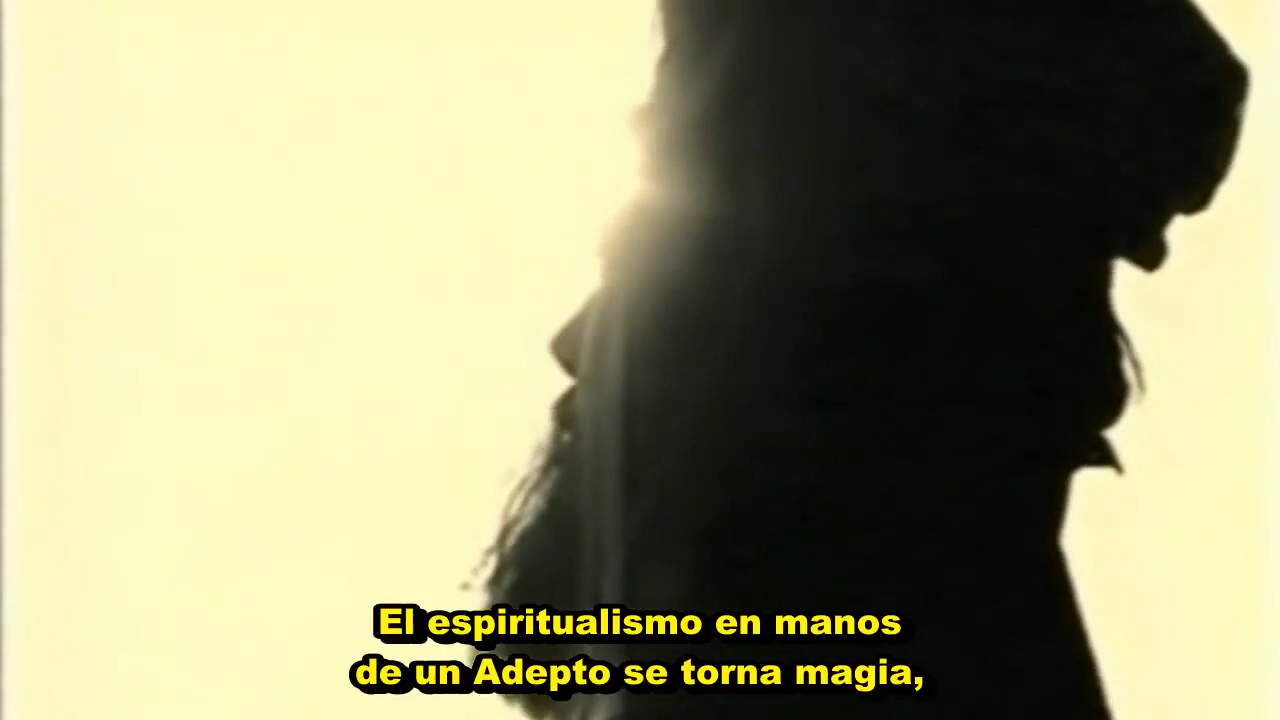 El espiritualismo en manos
de un Adepto se torna magia,